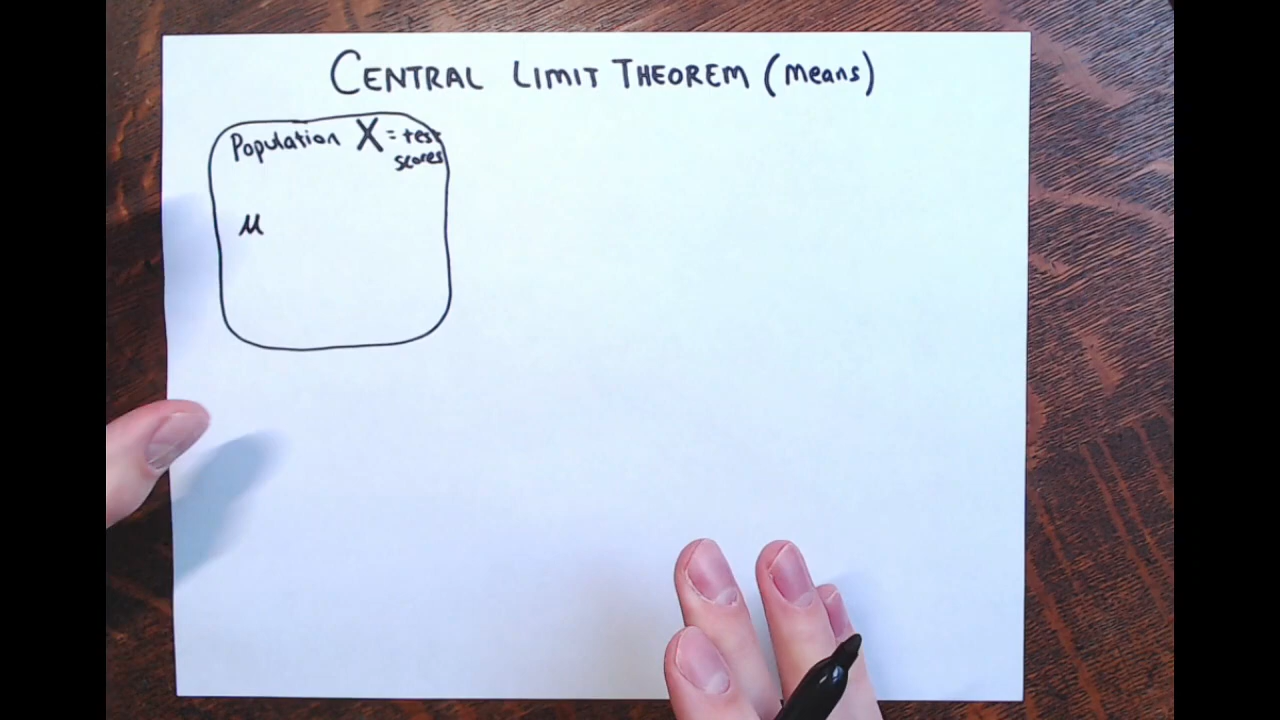 CENTRAL LIMIT THEOREM (means)
Population X = test
scores
μ